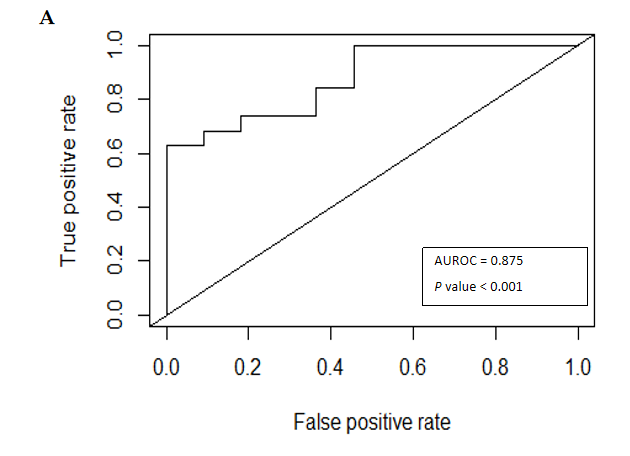 A
True positive rate
1.0
0.8
0.6
0.4
0.2
0.0
AUROC = 0.875
P value < 0.001
0.0 0.2 0.4 0.6 0.8 1.0
False positive rate